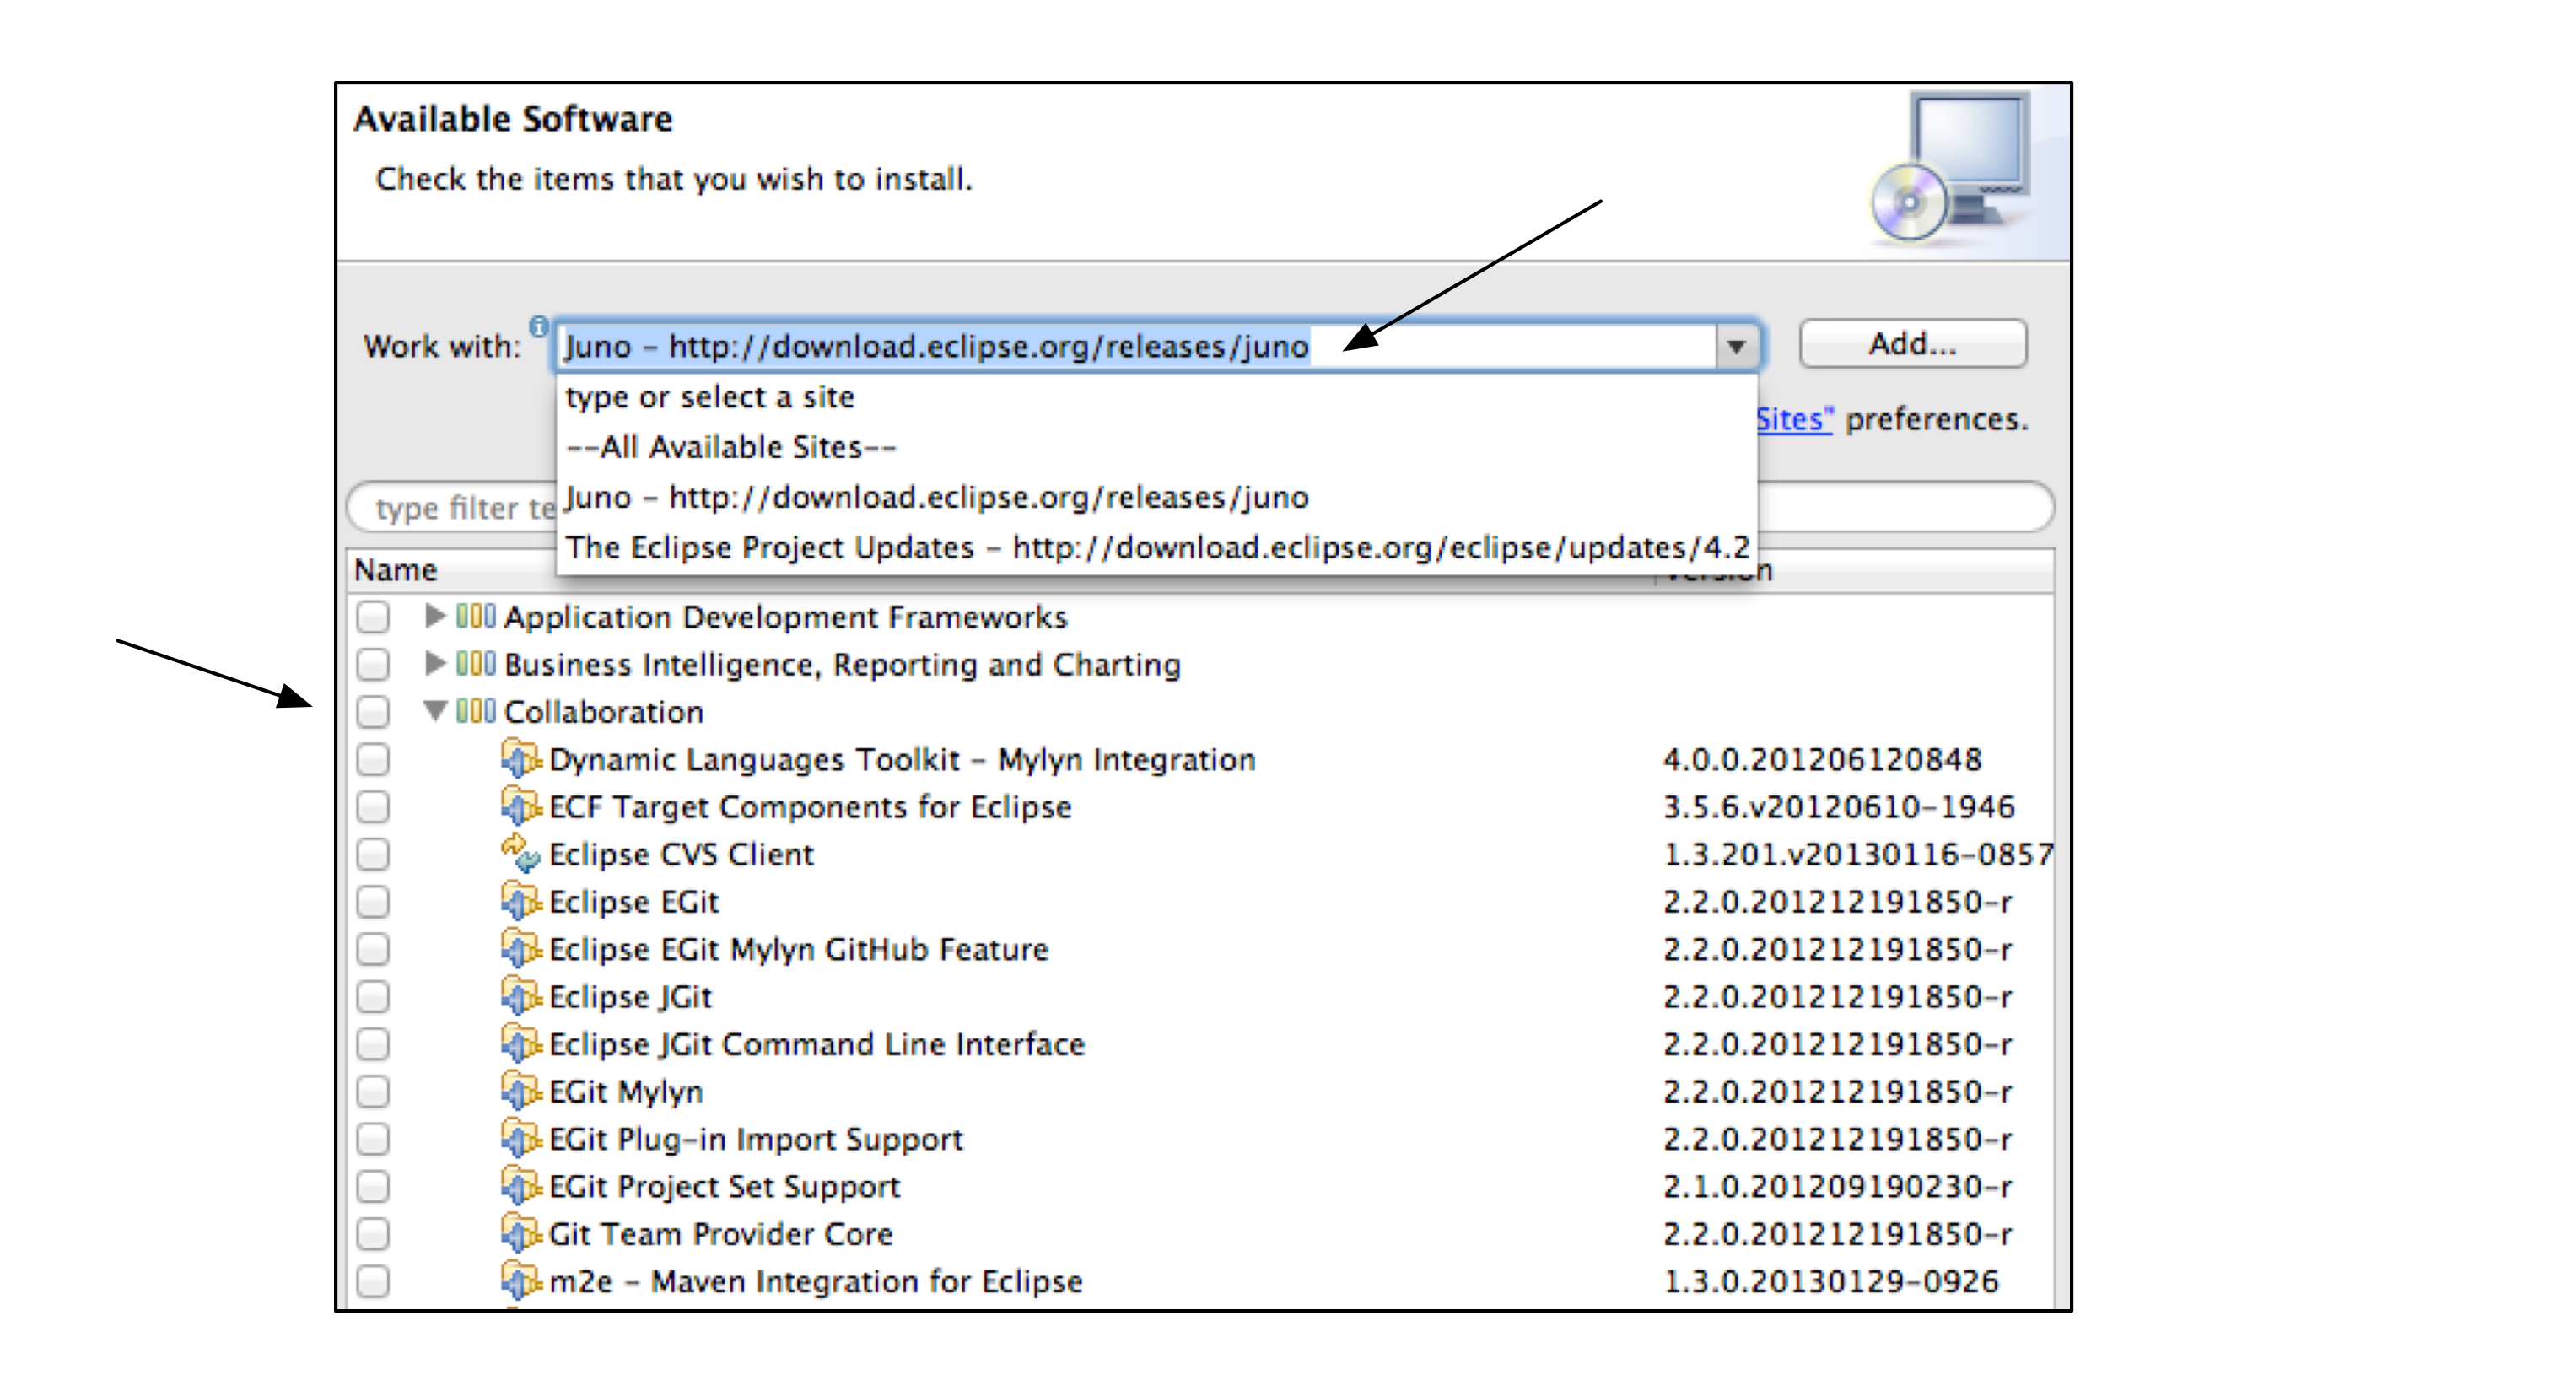 Available Software
Check the items that you wish to install.
Work with: Juno – http://download.eclipse.org/releases/juno Add...
type or select a site
Sites" preferences.
--All Available Sites--
Juno – http://download.eclipse.org/releases/juno
type filter te
The Eclipse Project Updates – http://download.eclipse.org/eclipse/updates/4.2
Name Version
Application Development Frameworks
Business Intelligence, Reporting and Charting
Collaboration
Dynamic Languages Toolkit – Mylyn Integration 4.0.0.201206120848
ECF Target Components for Eclipse 3.5.6.v20120610-1946
Eclipse CVS Client 1.3.201.v20130116-0857
Eclipse EGit 2.2.0.201212191850-r
Eclipse EGit Mylyn GitHub Feature 2.2.0.201212191850-r
Eclipse JGit 2.2.0.201212191850-r
Eclipse JGit Command Line Interface 2.2.0.201212191850-r
EGit Mylyn 2.2.0.201212191850-r
EGit Plug-in Import Support 2.2.0.201212191850-r
EGit Project Set Support 2.1.0.201209190230-r
Git Team Provider Core 2.2.0.201212191850-r
m2e – Maven Integration for Eclipse 1.3.0.20130129-0926